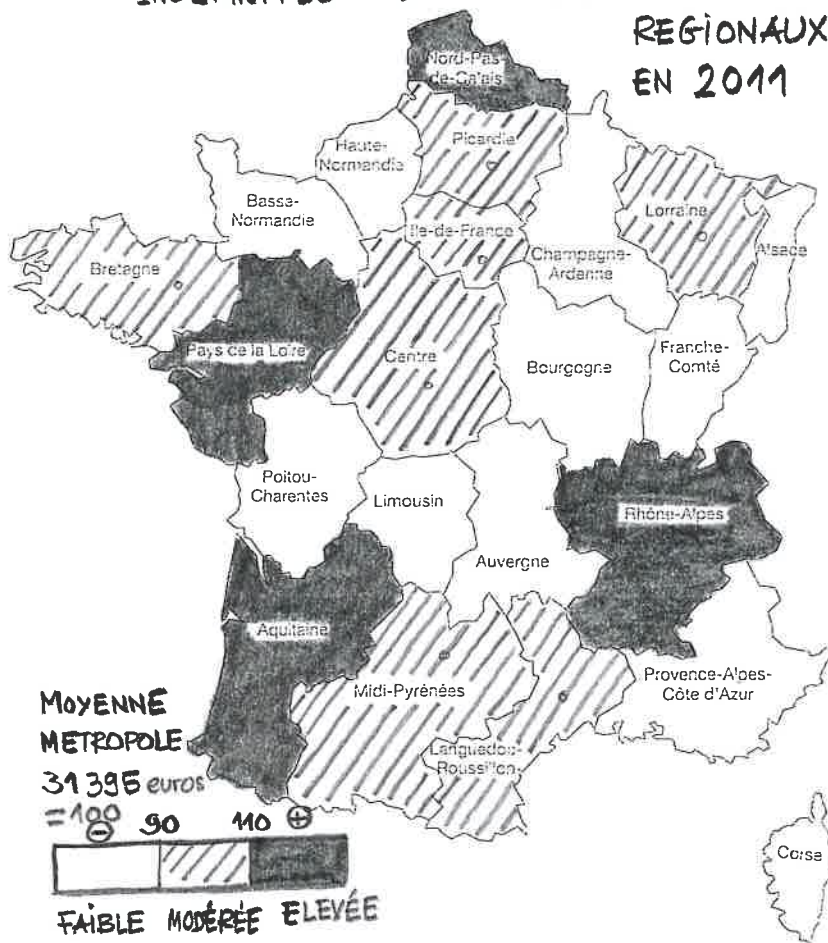 REGIONAUX
EN 2011
Nord-Pas-
de-Calais
Picardie
Haute-
Normandie
Basse-
Normandie
Ile-de-France
Lorraine
Champagne-
Ardenne
Alsace
Bretagne
Pays de la Loire
Centre
Bourgogne
Franche-
Comté
Poitou-
Charentes
Limousin
Rhône-Alpes
Auvergne
Aquitaine
Midi-Pyrénées
Provence-Alpes-
Côte d'Azur
Languedoc-
Roussillon
MOYENNE
METROPOLE
31395 euros
=100
- 90 110 +
FAIBLE MODÉRÉE ELEVÉE
Corse